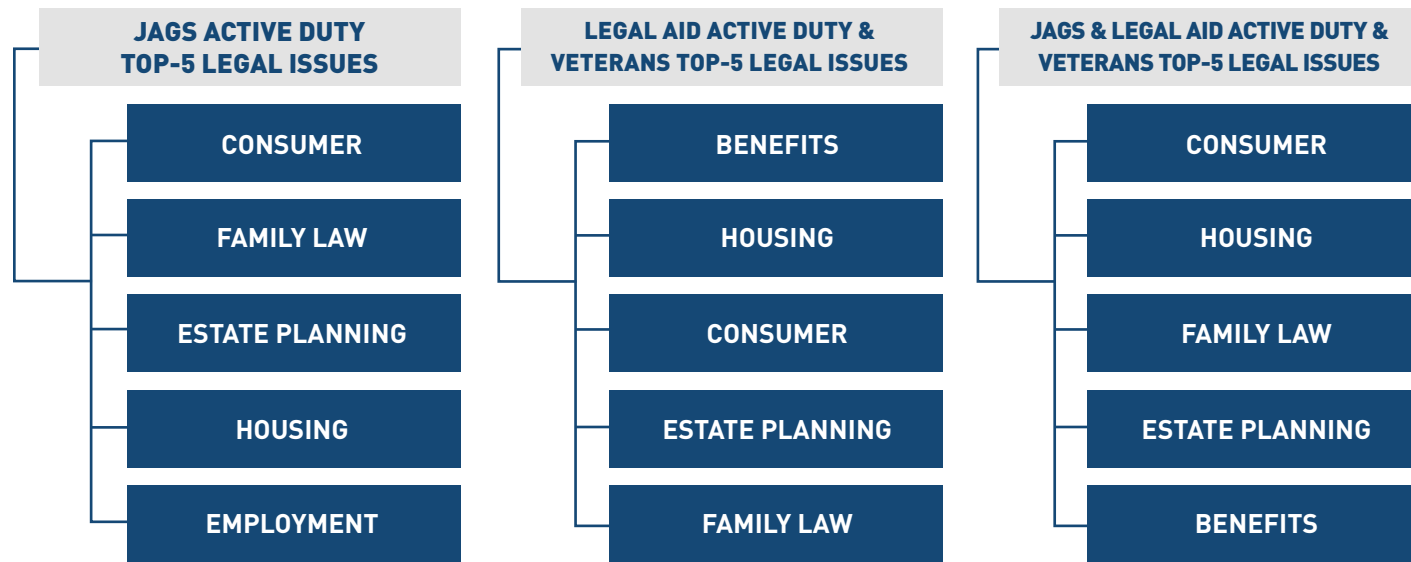 JAGS ACTIVE DUTY
TOP-5 LEGAL ISSUES
CONSUMER
FAMILY LAW
ESTATE PLANNING
HOUSING
EMPLOYMENT
LEGAL AID ACTIVE DUTY &
VETERANS TOP-5 LEGAL ISSUES
BENEFITS
HOUSING
CONSUMER
ESTATE PLANNING
FAMILY LAW
JAGS & LEGAL AID ACTIVE DUTY &
VETERANS TOP-5 LEGAL ISSUES
CONSUMER
HOUSING
FAMILY LAW
ESTATE PLANNING
BENEFITS